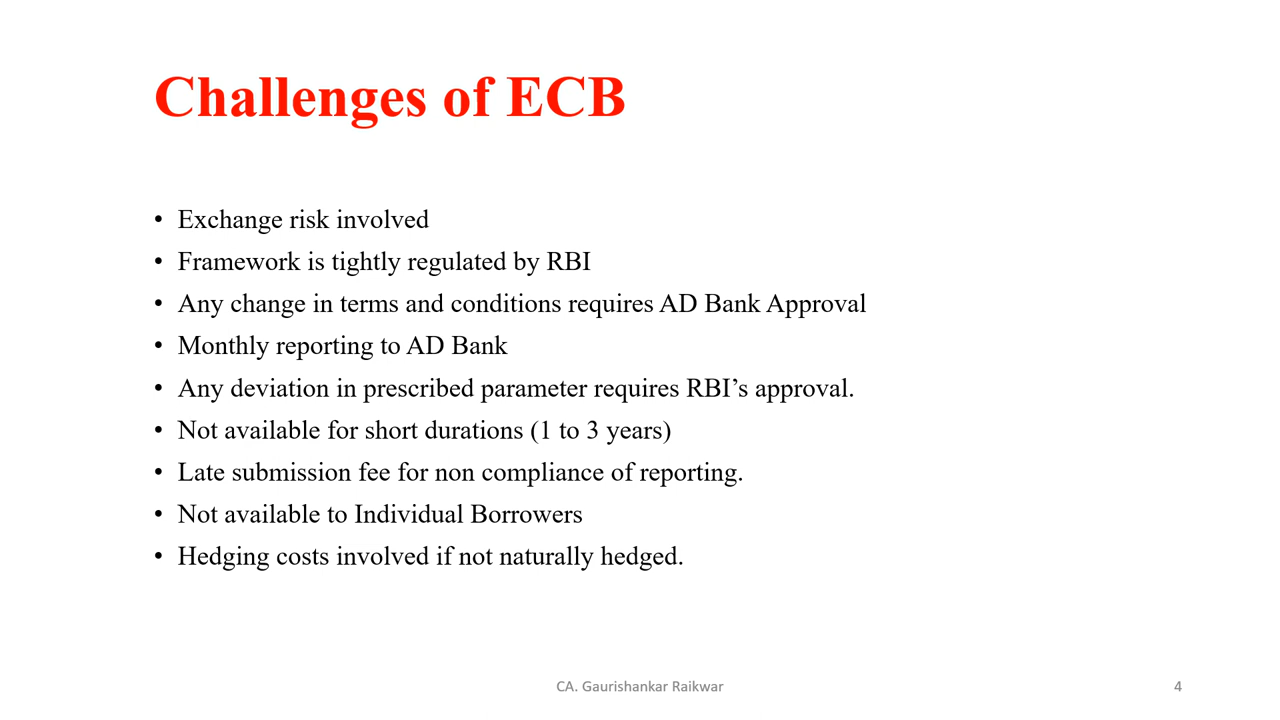 Challenges of ECB
• Exchange risk involved
• Framework is tightly regulated by RBI
• Any change in terms and conditions requires AD Bank Approval
• Monthly reporting to AD Bank
• Any deviation in prescribed parameter requires RBI’s approval.
• Not available for short durations (1 to 3 years)
• Late submission fee for non compliance of reporting.
• Not available to Individual Borrowers
• Hedging costs involved if not naturally hedged.
CA. Gaurishankar Raikwar
4